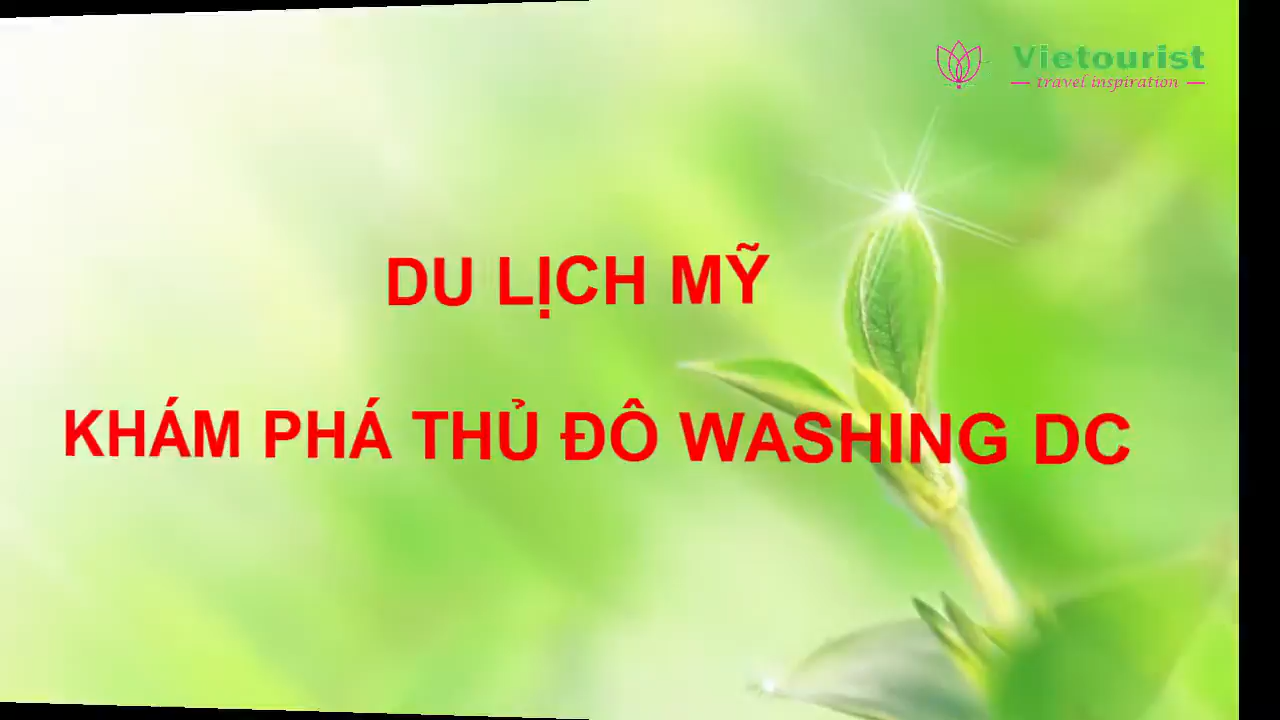 Vietourist
travel inspiration
DU LỊCH MỸ
KHÁM PHÁ THỦ ĐÔ WASHING DC